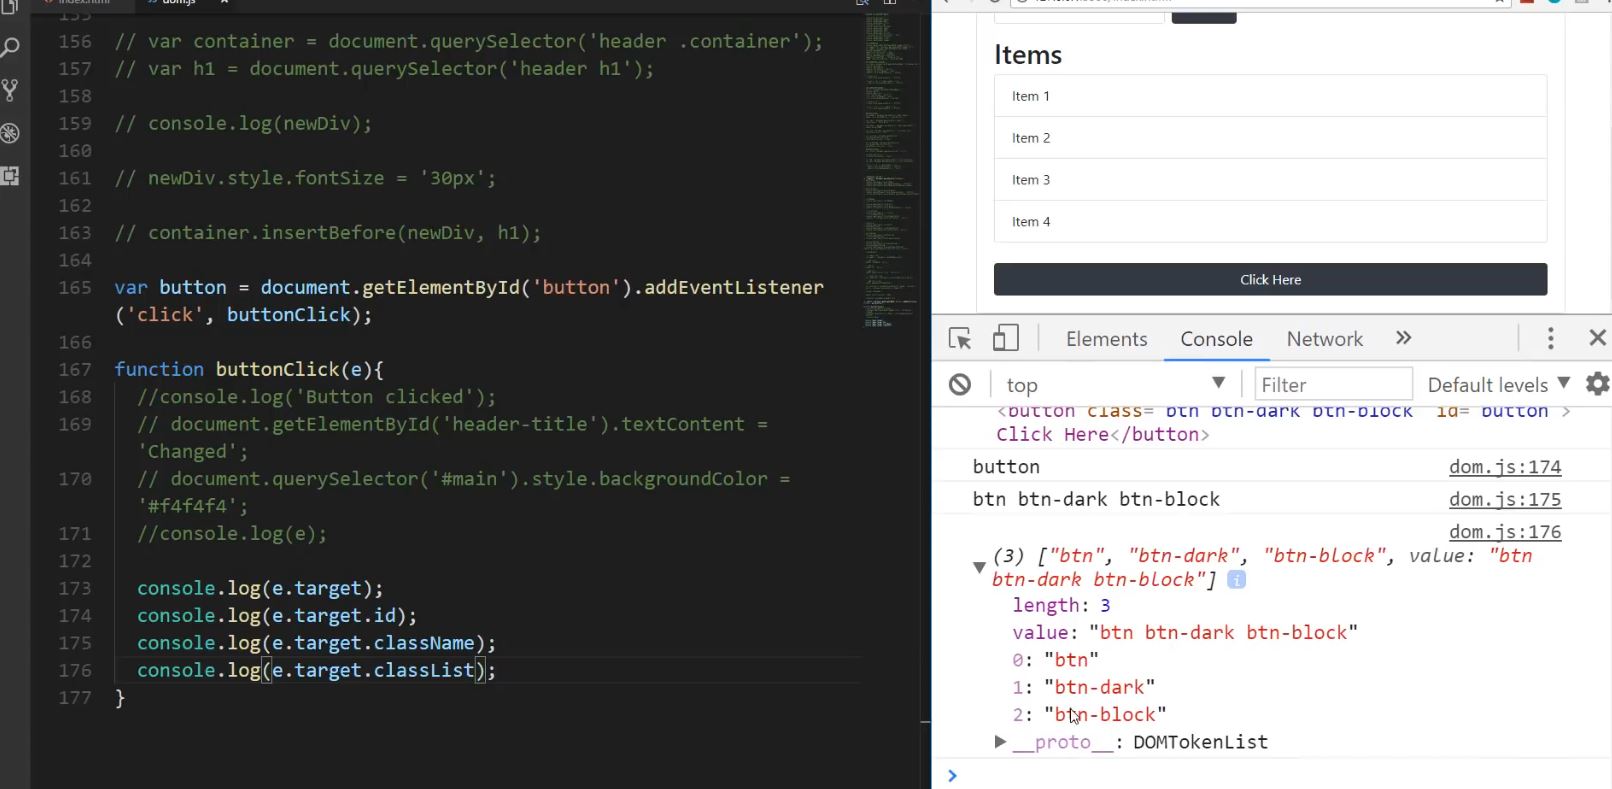 index.html
dom.js
155
156 // var container = document.querySelector('header .container');
157 // var h1 = document.querySelector('header h1');
158
159 // console.log(newDiv);
160
161 // newDiv.style.fontSize = '30px';
162
163 // container.insertBefore(newDiv, h1);
164
165 var button = document.getElementById('button').addEventListener
('click', buttonClick);
166
167 function buttonClick(e){
168 //console.log('Button clicked');
169 // document.getElementById('header-title').textContent =
'Changed';
170 // document.querySelector('#main').style.backgroundColor =
'#f4f4f4';
171 //console.log(e);
172
173 console.log(e.target);
174 console.log(e.target.id);
175 console.log(e.target.className);
176 console.log(e.target.classList);
177 }
Items
Item 1
Item 2
Item 3
Item 4
Click Here
Elements Console Network »
top ▼ Filter Default levels ▼
<button class="btn btn-dark btn-block" id="button">
Click Here</button>
button dom.js:174
btn btn-dark btn-block dom.js:175
dom.js:176
(3) ["btn", "btn-dark", "btn-block", value: "btn
btn-dark btn-block"] i
length: 3
value: "btn btn-dark btn-block"
0: "btn"
1: "btn-dark"
2: "btn-block"
__proto__: DOMTokenList